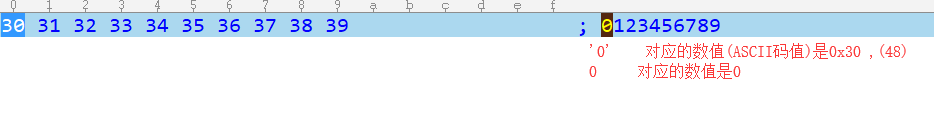 0 1 2 3 4 5 6 7 8 9 a b c d e f
30 31 32 33 34 35 36 37 38 39 ; 0123456789
'0' 对应的数值(ASCII码值)是0x30 ,(48)
0 对应的数值是0